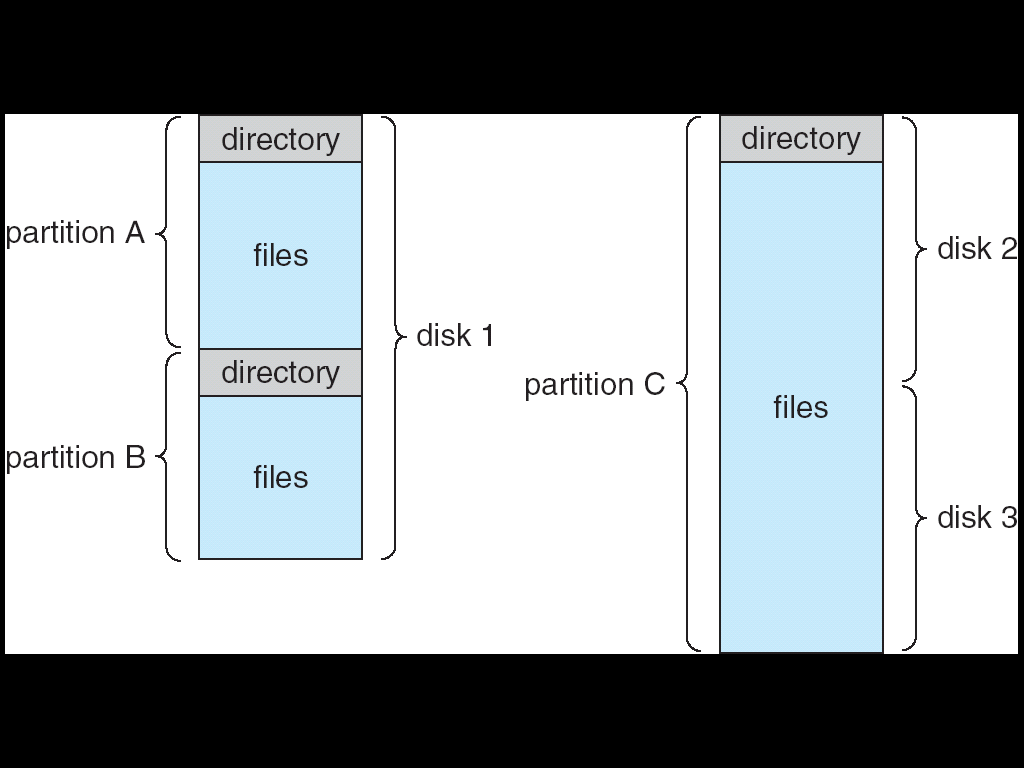 directory
partition A
files
directory
partition B
files
disk 1
directory
disk 2
partition C
files
disk 3